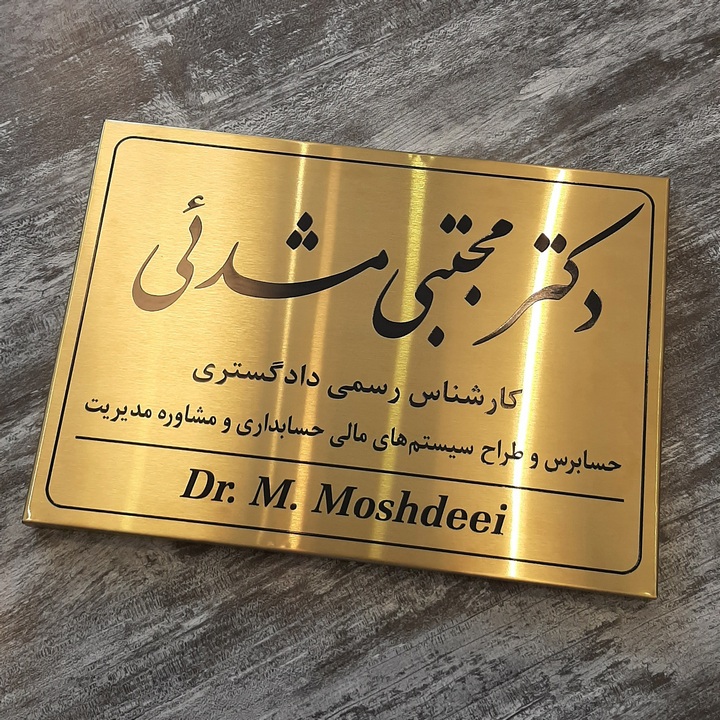 دکتر مجتبی مشدئی
کارشناس رسمی دادگستری
حسابرس و طراح سیستم‌های مالی حسابداری و مشاوره مدیریت
Dr. M. Moshdeei